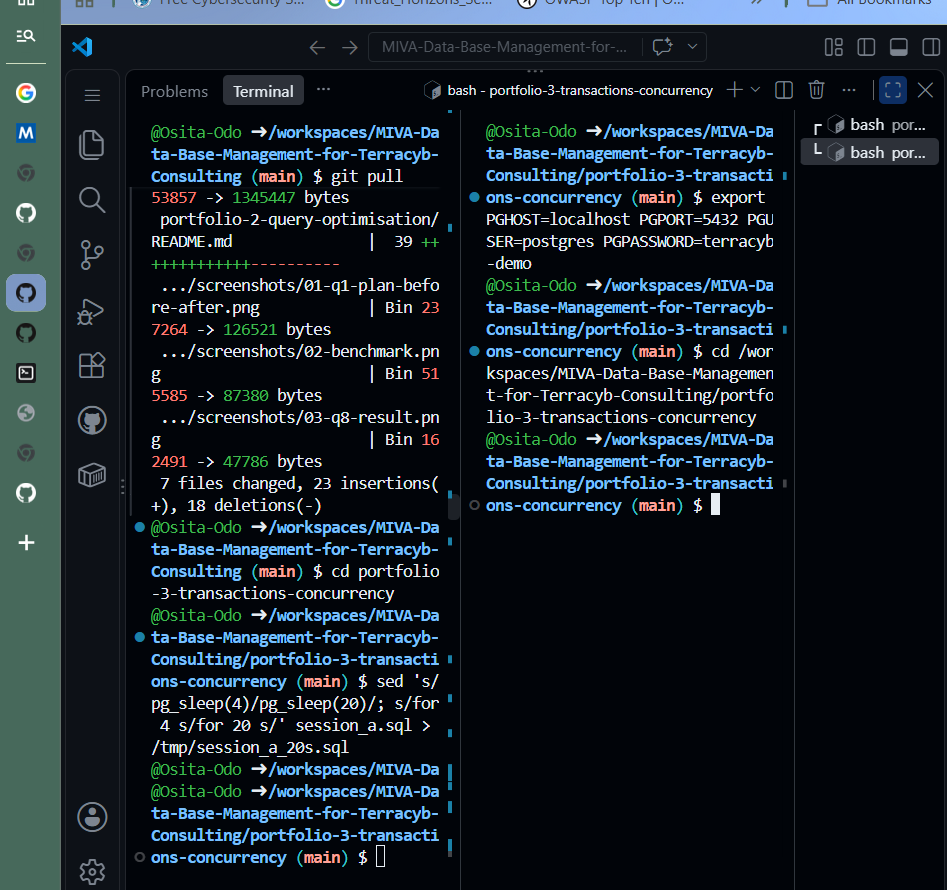 Free Cybersecurity S...
Threat_Horizons_Se...
OWASP Top Ten | O...
All Bookmarks
MIVA-Data-Base-Management-for-...
Problems
Terminal
bash - portfolio-3-transactions-concurrency
@Osita-Odo ➜/workspaces/MIVA-Da
ta-Base-Management-for-Terracyb-
Consulting (main) $ git pull
53857 -> 1345447 bytes
portfolio-2-query-optimisation/
README.md | 39 ++
+++++++++++----------
.../screenshots/01-q1-plan-befo
re-after.png | Bin 23
7264 -> 126521 bytes
.../screenshots/02-benchmark.pn
g | Bin 51
5585 -> 87380 bytes
.../screenshots/03-q8-result.pn
g | Bin 16
2491 -> 47786 bytes
7 files changed, 23 insertions(
+), 18 deletions(-)
@Osita-Odo ➜/workspaces/MIVA-Da
ta-Base-Management-for-Terracyb-
Consulting (main) $ cd portfolio
-3-transactions-concurrency
@Osita-Odo ➜/workspaces/MIVA-Da
ta-Base-Management-for-Terracyb-
Consulting/portfolio-3-transacti
ons-concurrency (main) $ sed 's/
pg_sleep(4)/pg_sleep(20)/; s/for
4 s/for 20 s/' session_a.sql >
/tmp/session_a_20s.sql
@Osita-Odo ➜/workspaces/MIVA-Da
@Osita-Odo ➜/workspaces/MIVA-Da
ta-Base-Management-for-Terracyb-
Consulting/portfolio-3-transacti
ons-concurrency (main) $
@Osita-Odo ➜/workspaces/MIVA-Da
ta-Base-Management-for-Terracyb-
Consulting/portfolio-3-transacti
ons-concurrency (main) $ export
PGHOST=localhost PGPORT=5432 PGU
SER=postgres PGPASSWORD=terracyb
-demo
@Osita-Odo ➜/workspaces/MIVA-Da
ta-Base-Management-for-Terracyb-
Consulting/portfolio-3-transacti
ons-concurrency (main) $ cd /wor
kspaces/MIVA-Data-Base-Managemen
t-for-Terracyb-Consulting/portfo
lio-3-transactions-concurrency
@Osita-Odo ➜/workspaces/MIVA-Da
ta-Base-Management-for-Terracyb-
Consulting/portfolio-3-transacti
ons-concurrency (main) $
bash por...
bash por...